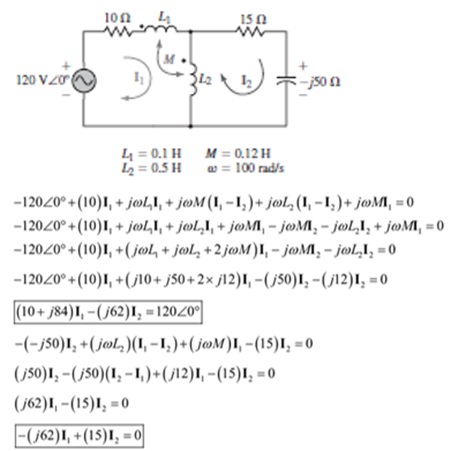 10 Ω L₁ 15 Ω
+ M +
120 V∠0° I₁ L₂ I₂ −j50 Ω
− −
L₁ = 0.1 H M = 0.12 H
L₂ = 0.5 H ω = 100 rad/s
−120∠0° + (10)I₁ + jωL₁I₁ + jωM(I₁ − I₂) + jωL₂(I₁ − I₂) + jωMI₁ = 0
−120∠0° + (10)I₁ + jωL₁I₁ + jωL₂I₁ + jωMI₁ − jωMI₂ − jωL₂I₂ + jωMI₁ = 0
−120∠0° + (10)I₁ + (jωL₁ + jωL₂ + 2jωM)I₁ − jωMI₂ − jωL₂I₂ = 0
−120∠0° + (10)I₁ + (j10 + j50 + 2×j12)I₁ − (j50)I₂ − (j12)I₂ = 0
(10 + j84)I₁ − (j62)I₂ = 120∠0°
−(−j50)I₂ + (jωL₂)(I₁ − I₂) + (jωM)I₁ − (15)I₂ = 0
(j50)I₂ − (j50)(I₂ − I₁) + (j12)I₁ − (15)I₂ = 0
(j62)I₁ − (15)I₂ = 0
−(j62)I₁ + (15)I₂ = 0